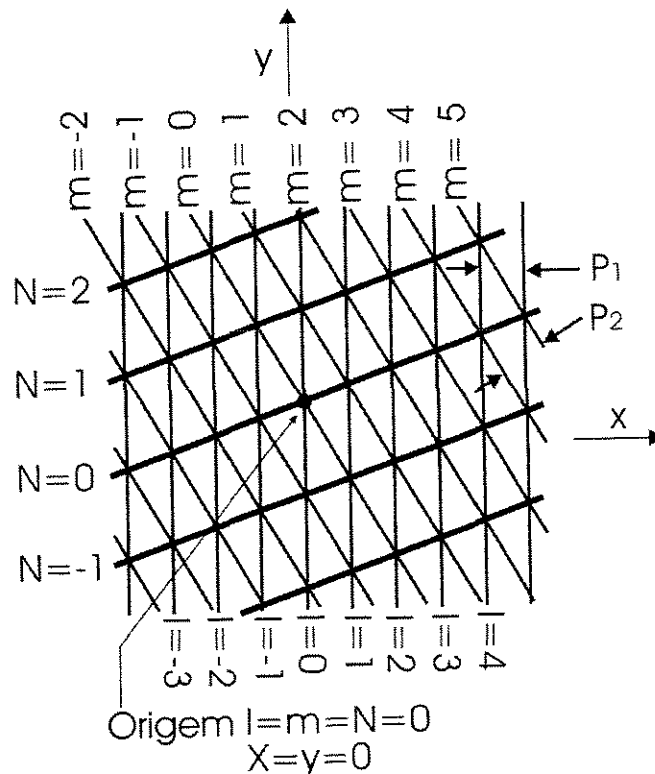 y
m=-2
m=-1
m=0
m=1
m=2
m=3
m=4
m=5
N=2
P1
P2
N=1
x
N=0
N=-1
l=-3
l=-2
l=-1
l=0
l=1
l=2
l=3
l=4
Origem l=m=N=0
X=y=0